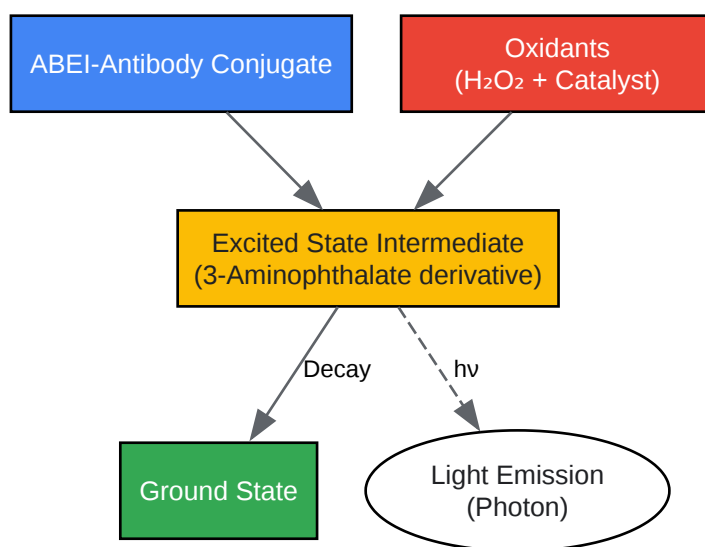 ABEI-Antibody Conjugate
Oxidants
(H₂O₂ + Catalyst)
Excited State Intermediate
(3-Aminophthalate derivative)
Decay
hν
Ground State
Light Emission
(Photon)